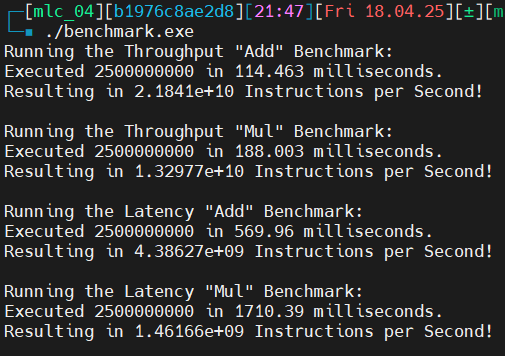 [mlc_04][b1976c8ae2d8][21:47][Fri 18.04.25][±][m
./benchmark.exe
Running the Throughput "Add" Benchmark:
Executed 2500000000 in 114.463 milliseconds.
Resulting in 2.1841e+10 Instructions per Second!
Running the Throughput "Mul" Benchmark:
Executed 2500000000 in 188.003 milliseconds.
Resulting in 1.32977e+10 Instructions per Second!
Running the Latency "Add" Benchmark:
Executed 2500000000 in 569.96 milliseconds.
Resulting in 4.38627e+09 Instructions per Second!
Running the Latency "Mul" Benchmark:
Executed 2500000000 in 1710.39 milliseconds.
Resulting in 1.46166e+09 Instructions per Second!